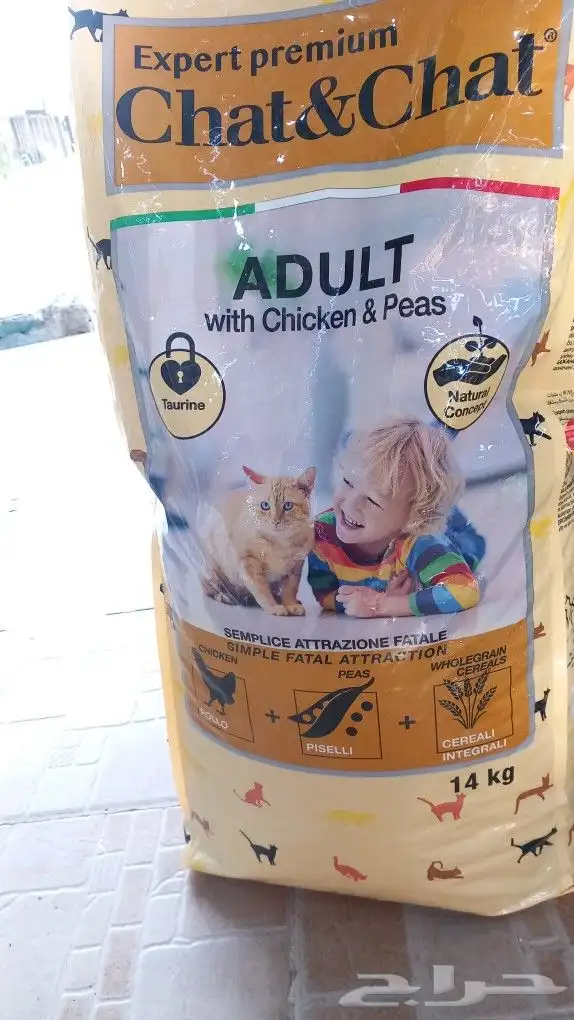 Expert premium
Chat&Chat®
ADULT
with Chicken & Peas
Taurine
Natural
Concept
SEMPLICE ATTRAZIONE FATALE
SIMPLE FATAL ATTRACTION
CHICKEN
PEAS
WHOLEGRAIN
CEREALS
POLLO
+
PISELLI
+
CEREALI
INTEGRALI
14 kg
حراج